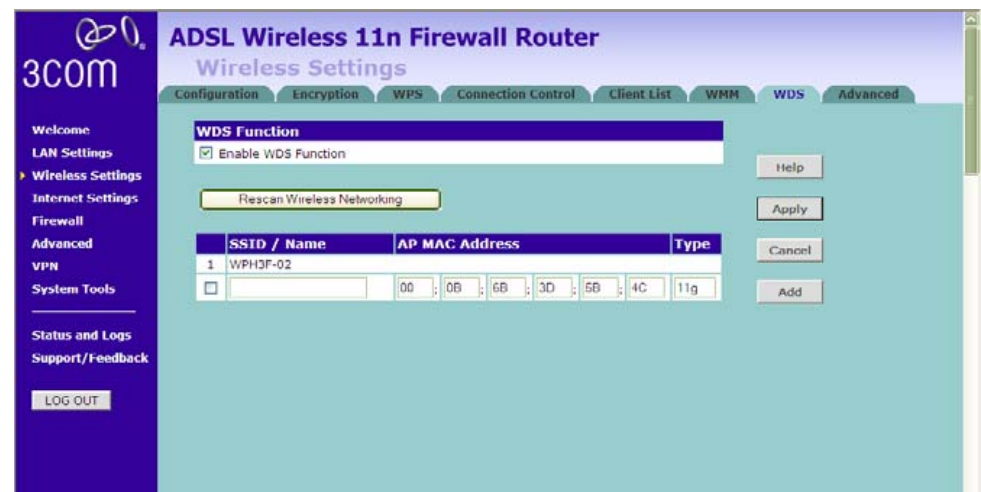 3COM
ADSL Wireless 11n Firewall Router
Wireless Settings
Configuration Encryption WPS Connection Control Client List WMM WDS Advanced
Welcome
LAN Settings
Wireless Settings
Internet Settings
Firewall
Advanced
VPN
System Tools
Status and Logs
Support/Feedback
LOG OUT
WDS Function
Enable WDS Function
Rescan Wireless Networking
SSID / Name AP MAC Address Type
1 WPH3F-02
00 : 0B : 6B : 3D : 5B : 4C 11g
Help
Apply
Cancel
Add